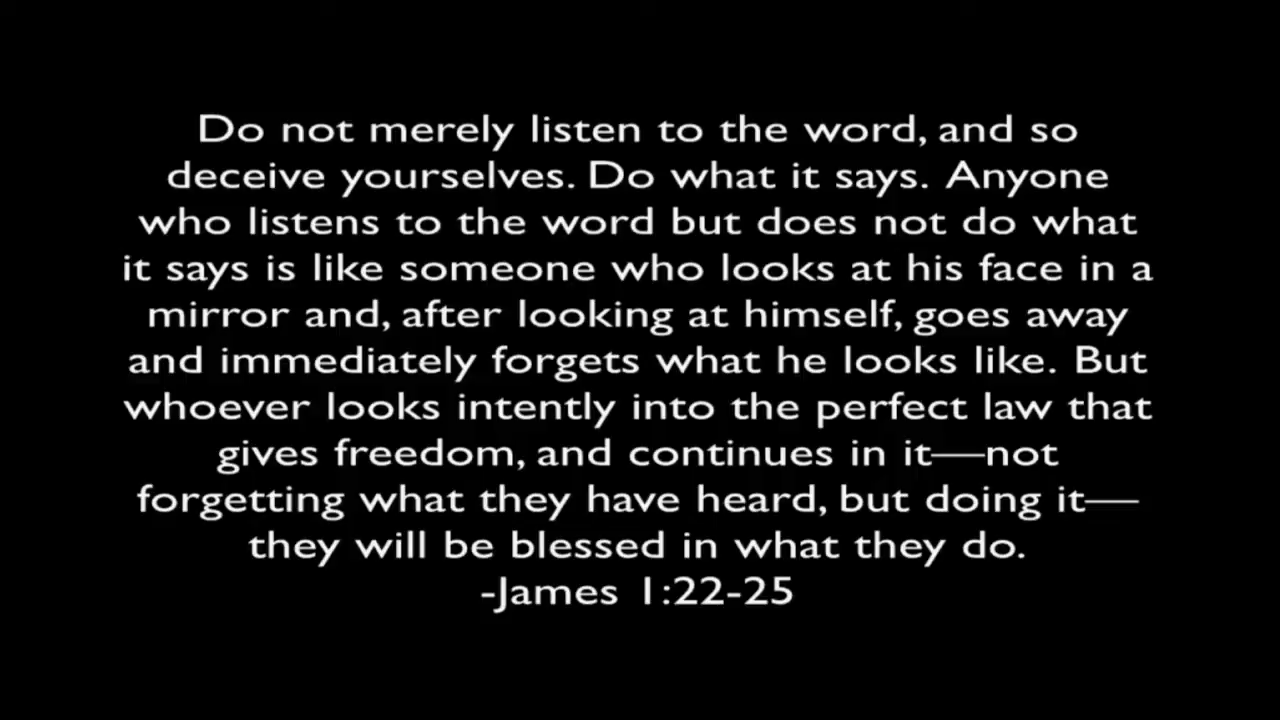 Do not merely listen to the word, and so
deceive yourselves. Do what it says. Anyone
who listens to the word but does not do what
it says is like someone who looks at his face in a
mirror and, after looking at himself, goes away
and immediately forgets what he looks like. But
whoever looks intently into the perfect law that
gives freedom, and continues in it—not
forgetting what they have heard, but doing it—
they will be blessed in what they do.
-James 1:22-25